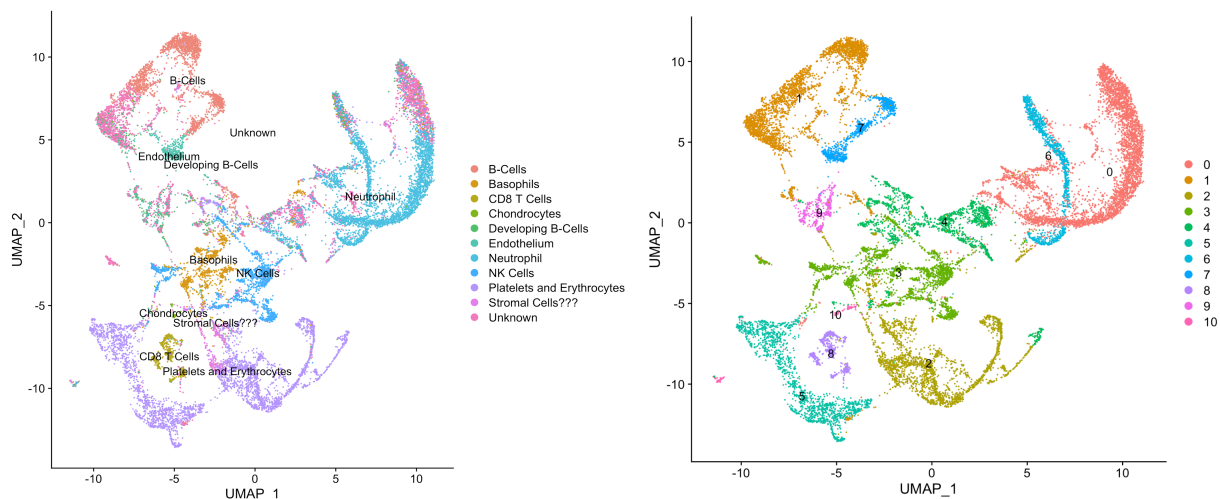 10
5
0
-5
-10
UMAP_2
-10
-5
0
5
10
UMAP_1
B-Cells
Unknown
Endothelium
Developing B-Cells
Neutrophil
Basophils
NK Cells
Chondrocytes
Stromal Cells???
CD8 T Cells
Platelets and Erythrocytes
B-Cells
Basophils
CD8 T Cells
Chondrocytes
Developing B-Cells
Endothelium
Neutrophil
NK Cells
Platelets and Erythrocytes
Stromal Cells???
Unknown
10
5
0
-5
-10
UMAP_2
-10
-5
0
5
10
UMAP_1
1
7
6
0
9
4
3
10
8
2
5
0
1
2
3
4
5
6
7
8
9
10